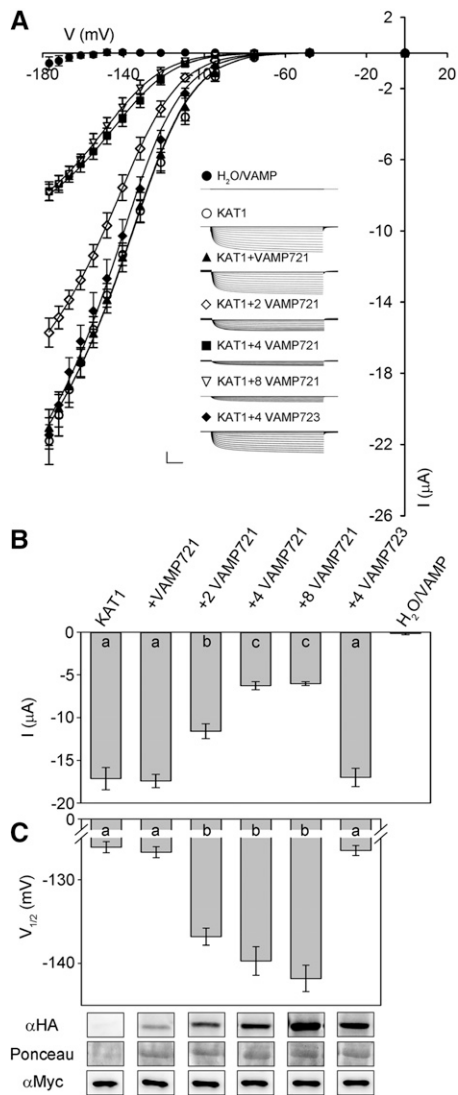 A
V (mV)
-180 -140 -100 -60 -20 20
0
-2
-6
-10
-14
-18
-22
-26
I (μA)
H₂O/VAMP
KAT1
KAT1+VAMP721
KAT1+2 VAMP721
KAT1+4 VAMP721
KAT1+8 VAMP721
KAT1+4 VAMP723
B
KAT1 +VAMP721 +2 VAMP721 +4 VAMP721 +8 VAMP721 +4 VAMP723 H₂O/VAMP
0
a a b c c a
-5
-10
-15
-20
I (μA)
C
0
a a b b b a
-130
-140
V₁/₂ (mV)
αHA
Ponceau
αMyc